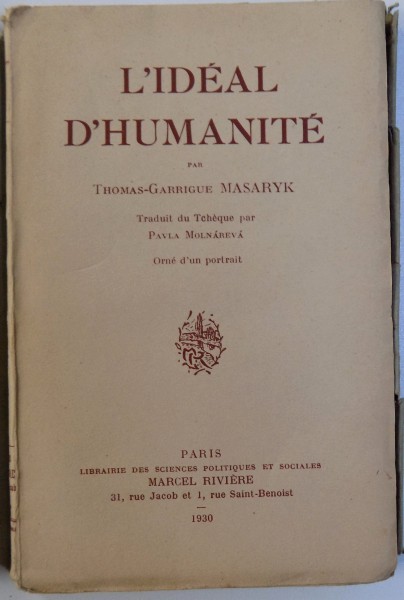 L'IDÉAL
D'HUMANITÉ
PAR
THOMAS-GARRIGUE MASARYK
Traduit du Tchèque par
PAVLA MOLNÁREVÁ
Orné d'un portrait
PARIS
LIBRAIRIE DES SCIENCES POLITIQUES ET SOCIALES
MARCEL RIVIÈRE
31, rue Jacob et 1, rue Saint-Benoist
—
1930